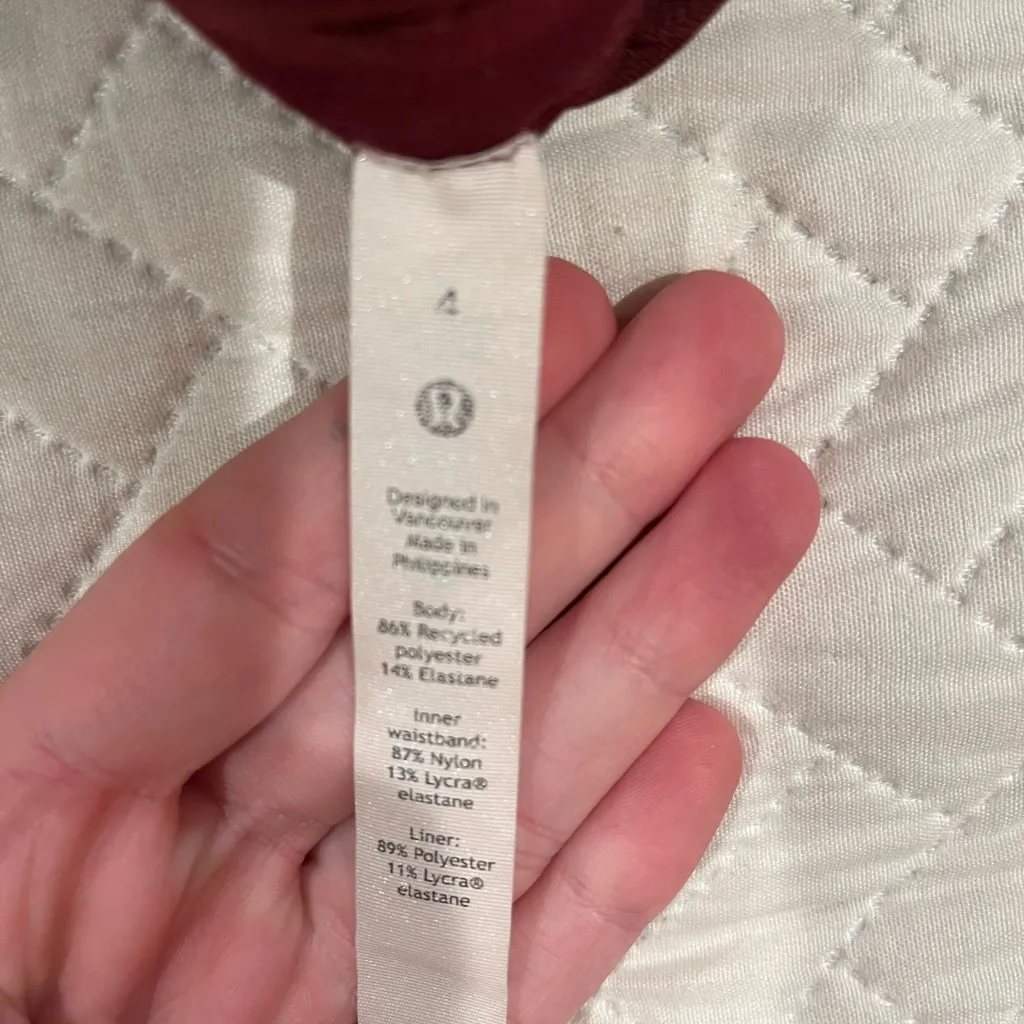 4
Designed in
Vancouver
Made in
Philippines
Body:
86% Recycled
polyester
14% Elastane
Inner
waistband:
87% Nylon
13% Lycra®
elastane
Liner:
89% Polyester
11% Lycra®
elastane